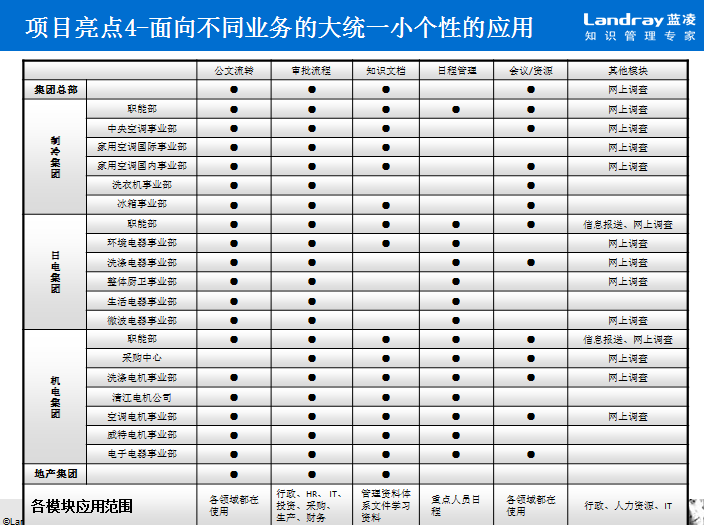 项目亮点4-面向不同业务的大统一小个性的应用
Landray 蓝凌
知识管理专家
公文流转 审批流程 知识文档 日程管理 会议/资源 其他模块
集团总部 ● ● ● ● 网上调查
制冷集团
职能部 ● ● ● ● ● 网上调查
中央空调事业部 ● ● ● ● 网上调查
家用空调国际事业部 ● ● ● 网上调查
家用空调国内事业部 ● ● ● ● 网上调查
洗衣机事业部 ● ● ●
冰箱事业部 ● ● ● ● 网上调查
日电集团
职能部 ● ● ● ● ● 信息报送、网上调查
环境电器事业部 ● ● ● ● 网上调查
洗涤电器事业部 ● ● ● ● 网上调查
整体厨卫事业部 ● ● ● 网上调查
生活电器事业部 ● ● ●
微波电器事业部 ● ● ● 网上调查
机电集团
职能部 ● ● ● ● ● 信息报送、网上调查
采购中心 ● ● ● ● 网上调查
洗涤电机事业部 ● ● ● ● ● 网上调查
清江电机公司 ● ● ● ●
空调电机事业部 ● ● ● ● ● 网上调查
威特电机事业部 ● ● ● ●
电子电器事业部 ● ● ● ● ●
地产集团 ● ● ●
各模块应用范围
各领域都在
使用
行政、HR、IT、
投资、采购、
生产、财务
管理资料体
系文件学习
资料
重点人员日
程
各领域都在
使用
行政、人力资源、IT
©Lan